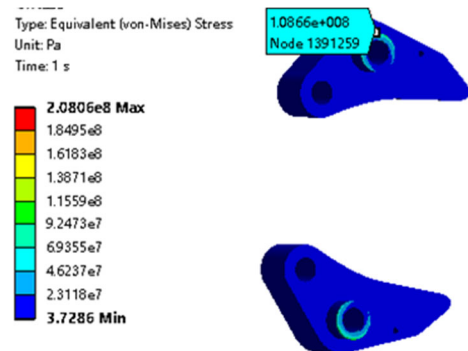 Type: Equivalent (von-Mises) Stress
Unit: Pa
Time: 1 s
2.0806e8 Max
1.8495e8
1.6183e8
1.3871e8
1.1559e8
9.2473e7
6.9355e7
4.6237e7
2.3118e7
3.7286 Min
1.0866e+008
Node 1391259